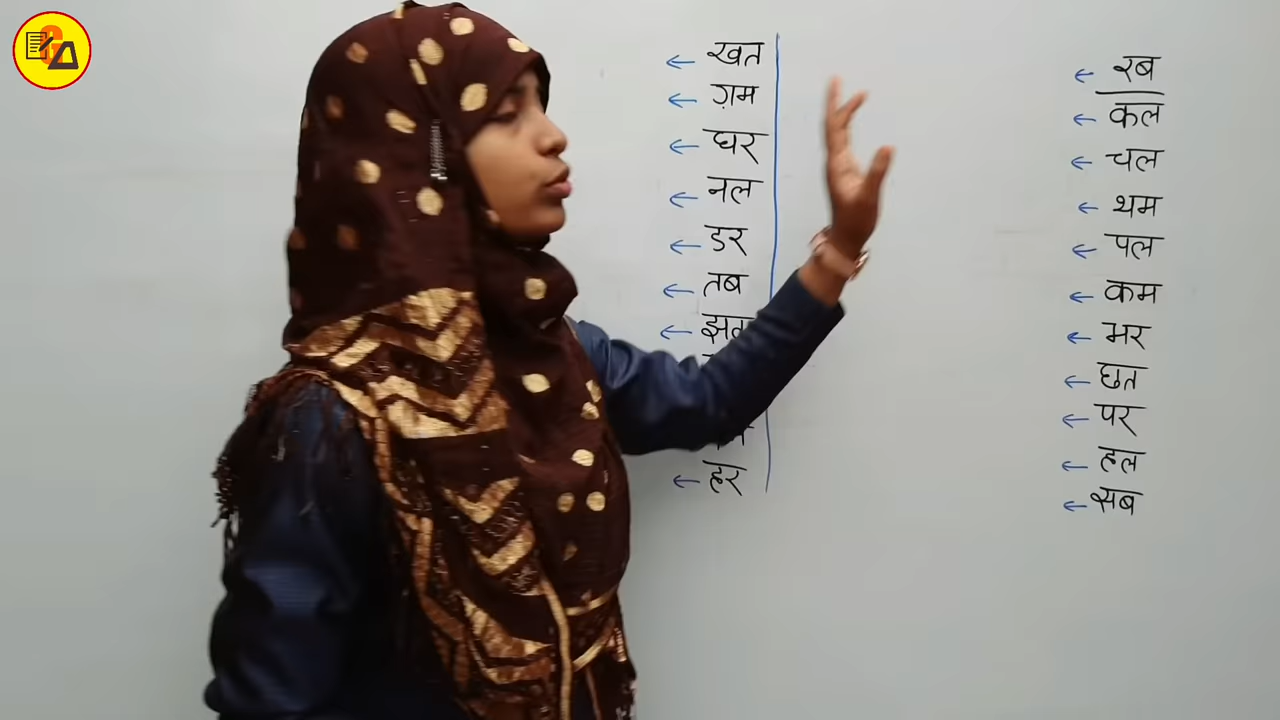 खत
ग़म
घर
नल
डर
तब
हर
रब
कल
चल
थम
पल
कम
भर
छत
पर
हल
सब